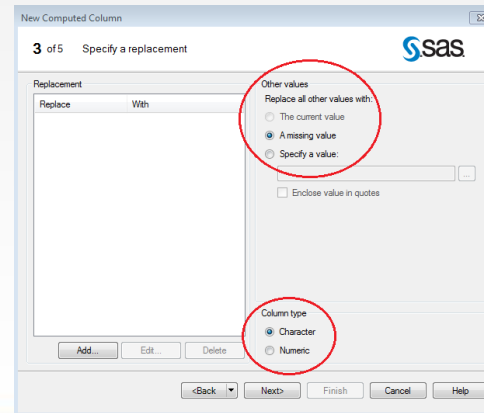 New Computed Column
3 of 5 Specify a replacement
sas
Replacement
Replace With
Other values
Replace all other values with:
The current value
A missing value
Specify a value:
...
Enclose value in quotes
Column type
Character
Numeric
Add... Edit... Delete
<Back Next> Finish Cancel Help